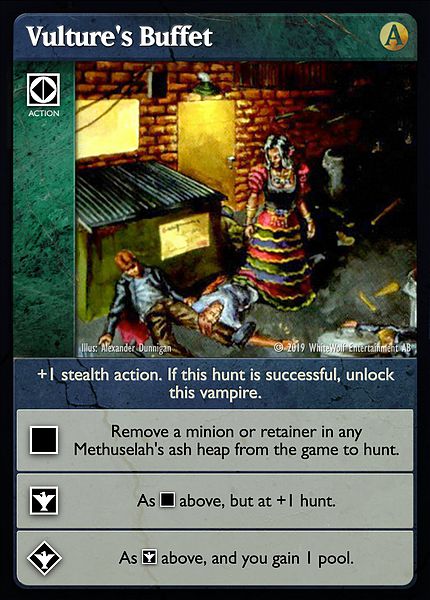 Vulture's Buffet
A
ACTION
Illus: Alexander Dunnigan
© 2019 WhiteWolf Entertainment AB
+1 stealth action. If this hunt is successful, unlock
this vampire.
Remove a minion or retainer in any
Methuselah's ash heap from the game to hunt.
As above, but at +1 hunt.
As above, and you gain 1 pool.